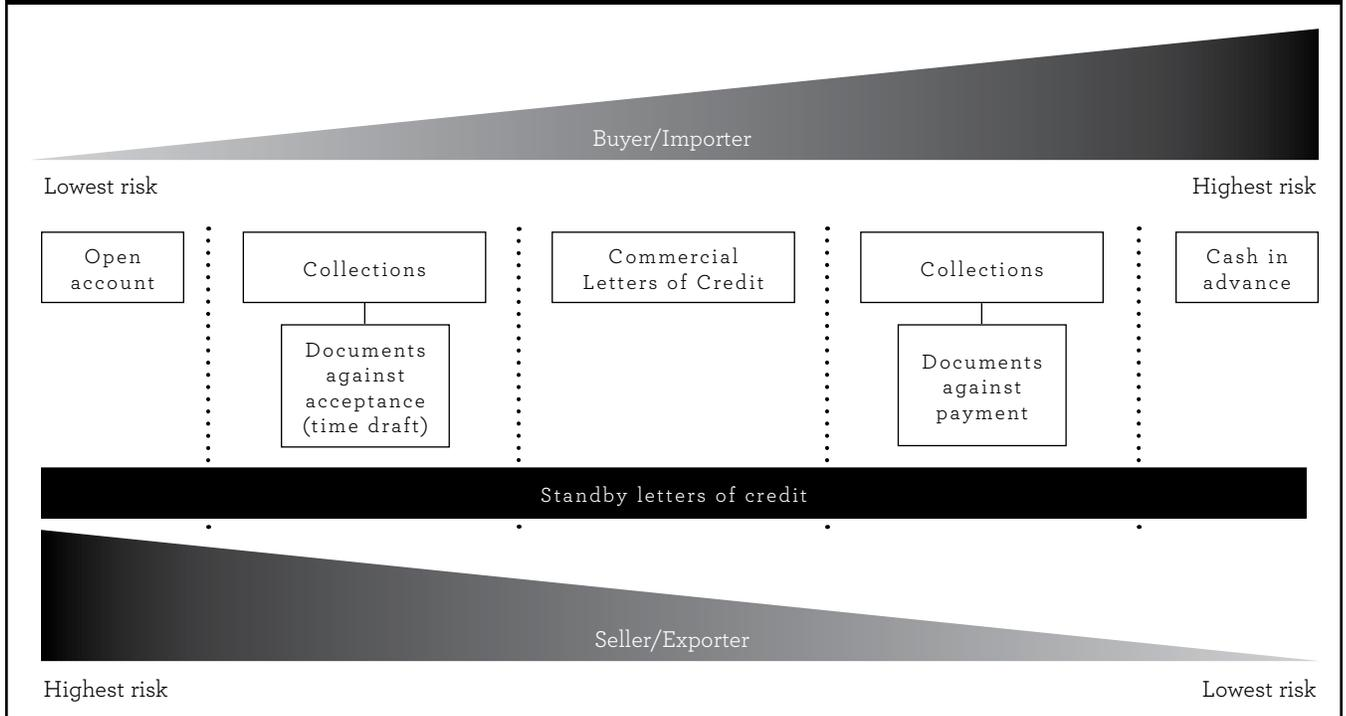 Buyer/Importer
Lowest risk
Highest risk
Open
account
Collections
Commercial
Letters of Credit
Collections
Cash in
advance
Documents
against
acceptance
(time draft)
Documents
against
payment
Standby letters of credit
Seller/Exporter
Highest risk
Lowest risk